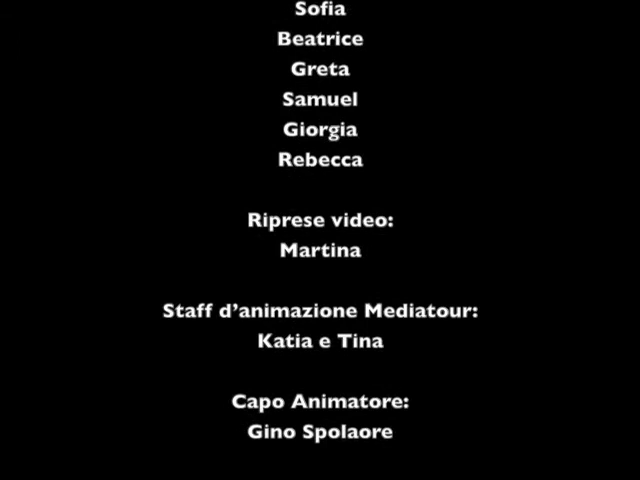 Sofia
Beatrice
Greta
Samuel
Giorgia
Rebecca
Riprese video:
Martina
Staff d’animazione Mediatour:
Katia e Tina
Capo Animatore:
Gino Spolaore